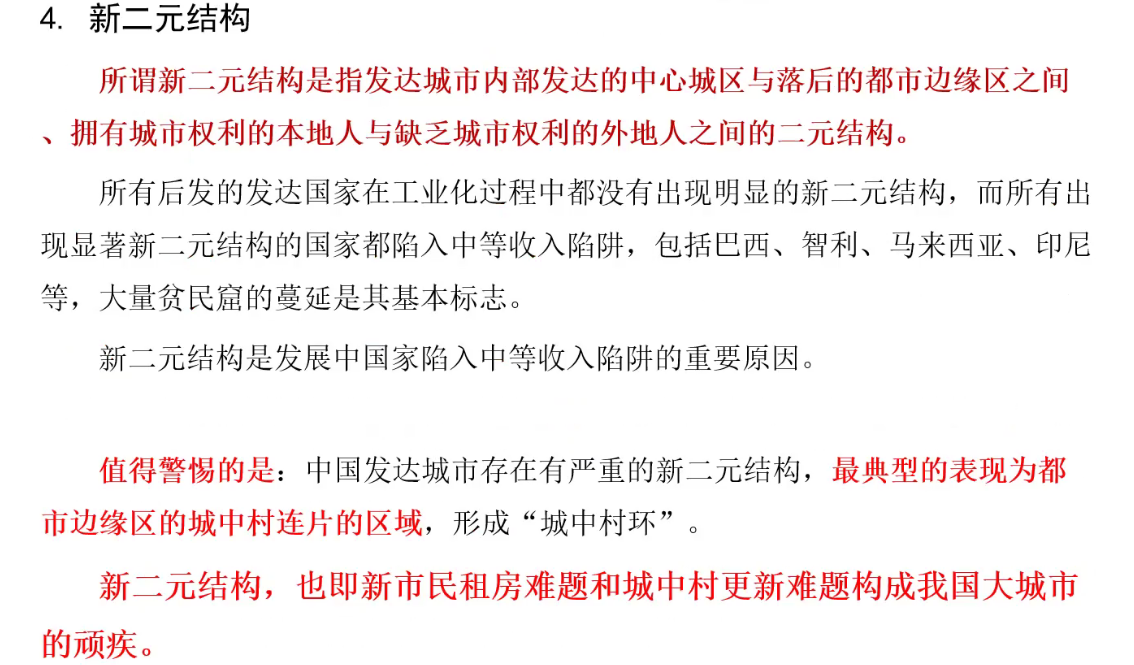 4. 新二元结构
所谓新二元结构是指发达城市内部发达的中心城区与落后的都市边缘区之间
、拥有城市权利的本地人与缺乏城市权利的外地人之间的二元结构。
所有后发的发达国家在工业化过程中都没有出现明显的新二元结构，而所有出
现显著新二元结构的国家都陷入中等收入陷阱，包括巴西、智利、马来西亚、印尼
等，大量贫民窟的蔓延是其基本标志。
新二元结构是发展中国家陷入中等收入陷阱的重要原因。
值得警惕的是：中国发达城市存在有严重的新二元结构，最典型的表现为都
市边缘区的城中村连片的区域，形成“城中村环”。
新二元结构，也即新市民租房难题和城中村更新难题构成我国大城市
的顽疾。